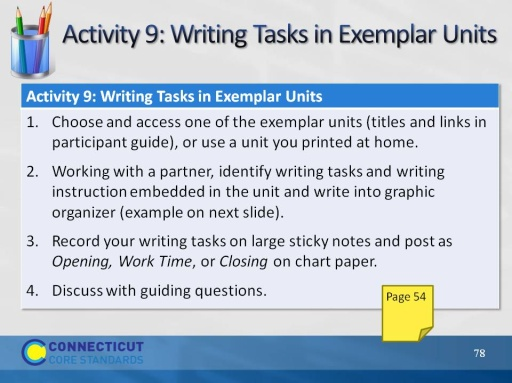 Activity 9: Writing Tasks in Exemplar Units
Activity 9: Writing Tasks in Exemplar Units
1. Choose and access one of the exemplar units (titles and links in
participant guide), or use a unit you printed at home.
2. Working with a partner, identify writing tasks and writing
instruction embedded in the unit and write into graphic
organizer (example on next slide).
3. Record your writing tasks on large sticky notes and post as
Opening, Work Time, or Closing on chart paper.
4. Discuss with guiding questions.
Page 54
CONNECTICUT
CORE STANDARDS
78